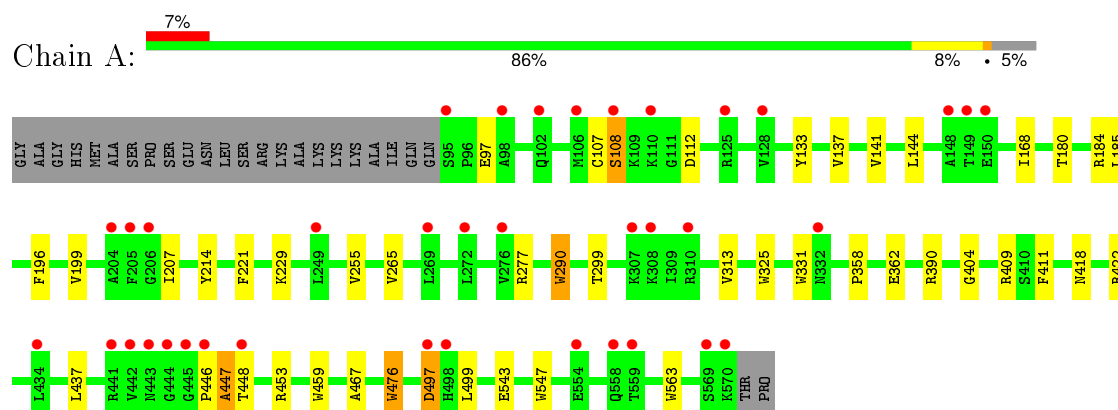 7%
Chain A:
86% 8% • 5%
GLY ALA GLY HIS MET ALA SER PRO SER GLU ASN LEU SER ARG LYS ALA LYS LYS LYS ALA ILE GLN GLN S95 P96 E97 A98 Q102 M106 C107 S108 K109 K110 G111 D112 R125 V128 Y133 V137 V141 L144 A148 T149 E150 I168 T180 R184 L185
F196 V199 A204 F205 G206 I207 Y214 F221 K229 L249 V255 V265 L269 L272 V276 R277 W290 T299 K307 K308 I309 R310 V313 W325 W331 N332 P358 E362 R390 G404 R409 S410 F411 N418
L434 L437 R441 V442 N443 G444 G445 P446 A447 T448 R453 W459 A467 W476 D497 H498 L499 E543 W547 E554 Q558 T559 W563 S569 K570 THR PRO